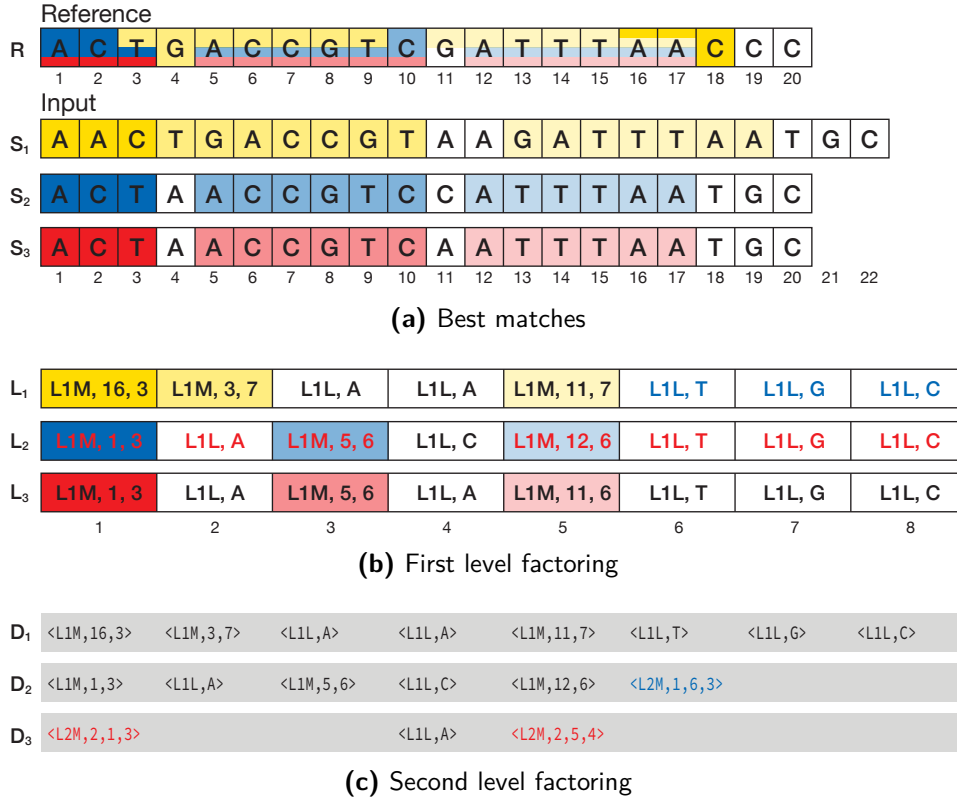 Reference
R A C T G A C C G T C G A T T T A A C C C
1 2 3 4 5 6 7 8 9 10 11 12 13 14 15 16 17 18 19 20
Input
S1 A A C T G A C C G T A A G A T T T A A T G C
S2 A C T A A C C G T C C A T T T A A T G C
S3 A C T A A C C G T C A A T T T A A T G C
1 2 3 4 5 6 7 8 9 10 11 12 13 14 15 16 17 18 19 20 21 22
(a) Best matches
L1 L1M, 16, 3 L1M, 3, 7 L1L, A L1L, A L1M, 11, 7 L1L, T L1L, G L1L, C
L2 L1M, 1, 3 L1L, A L1M, 5, 6 L1L, C L1M, 12, 6 L1L, T L1L, G L1L, C
L3 L1M, 1, 3 L1L, A L1M, 5, 6 L1L, A L1M, 11, 6 L1L, T L1L, G L1L, C
1 2 3 4 5 6 7 8
(b) First level factoring
D1 <L1M,16,3> <L1M,3,7> <L1L,A> <L1L,A> <L1M,11,7> <L1L,T> <L1L,G> <L1L,C>
D2 <L1M,1,3> <L1L,A> <L1M,5,6> <L1L,C> <L1M,12,6> <L2M,1,6,3>
D3 <L2M,2,1,3> <L1L,A> <L2M,2,5,4>
(c) Second level factoring